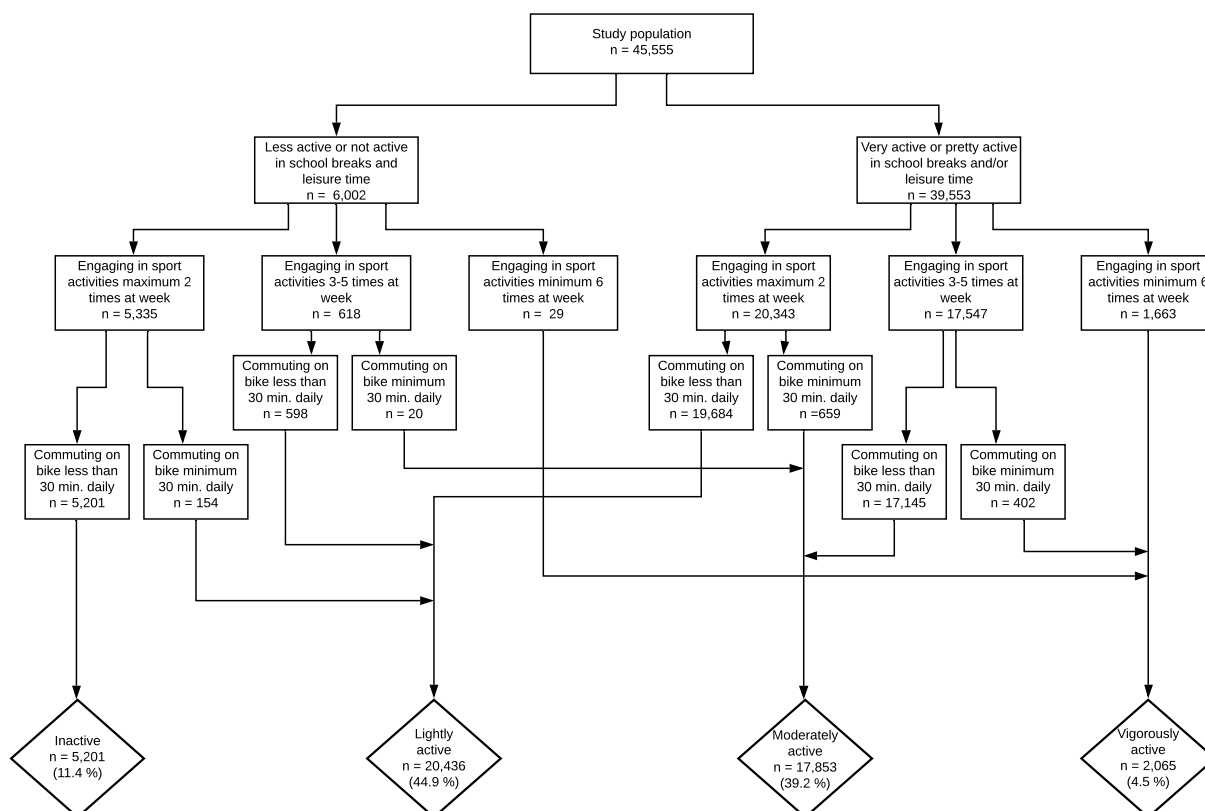 Study population
n = 45,555
Less active or not active
in school breaks and
leisure time
n = 6,002
Very active or pretty active
in school breaks and/or
leisure time
n = 39,553
Engaging in sport
activities maximum 2
times at week
n = 5,335
Engaging in sport
activities 3-5 times at
week
n = 618
Engaging in sport
activities minimum 6
times at week
n = 29
Engaging in sport
activities maximum 2
times at week
n = 20,343
Engaging in sport
activities 3-5 times at
week
n = 17,547
Engaging in sport
activities minimum 6
times at week
n = 1,663
Commuting on
bike less than
30 min. daily
n = 598
Commuting on
bike minimum
30 min. daily
n = 20
Commuting on
bike less than
30 min. daily
n = 19,684
Commuting on
bike minimum
30 min. daily
n =659
Commuting on
bike less than
30 min. daily
n = 5,201
Commuting on
bike minimum
30 min. daily
n = 154
Commuting on
bike less than
30 min. daily
n = 17,145
Commuting on
bike minimum
30 min. daily
n = 402
Inactive
n = 5,201
(11.4 %)
Lightly
active
n = 20,436
(44.9 %)
Moderately
active
n = 17,853
(39.2 %)
Vigorously
active
n = 2,065
(4.5 %)